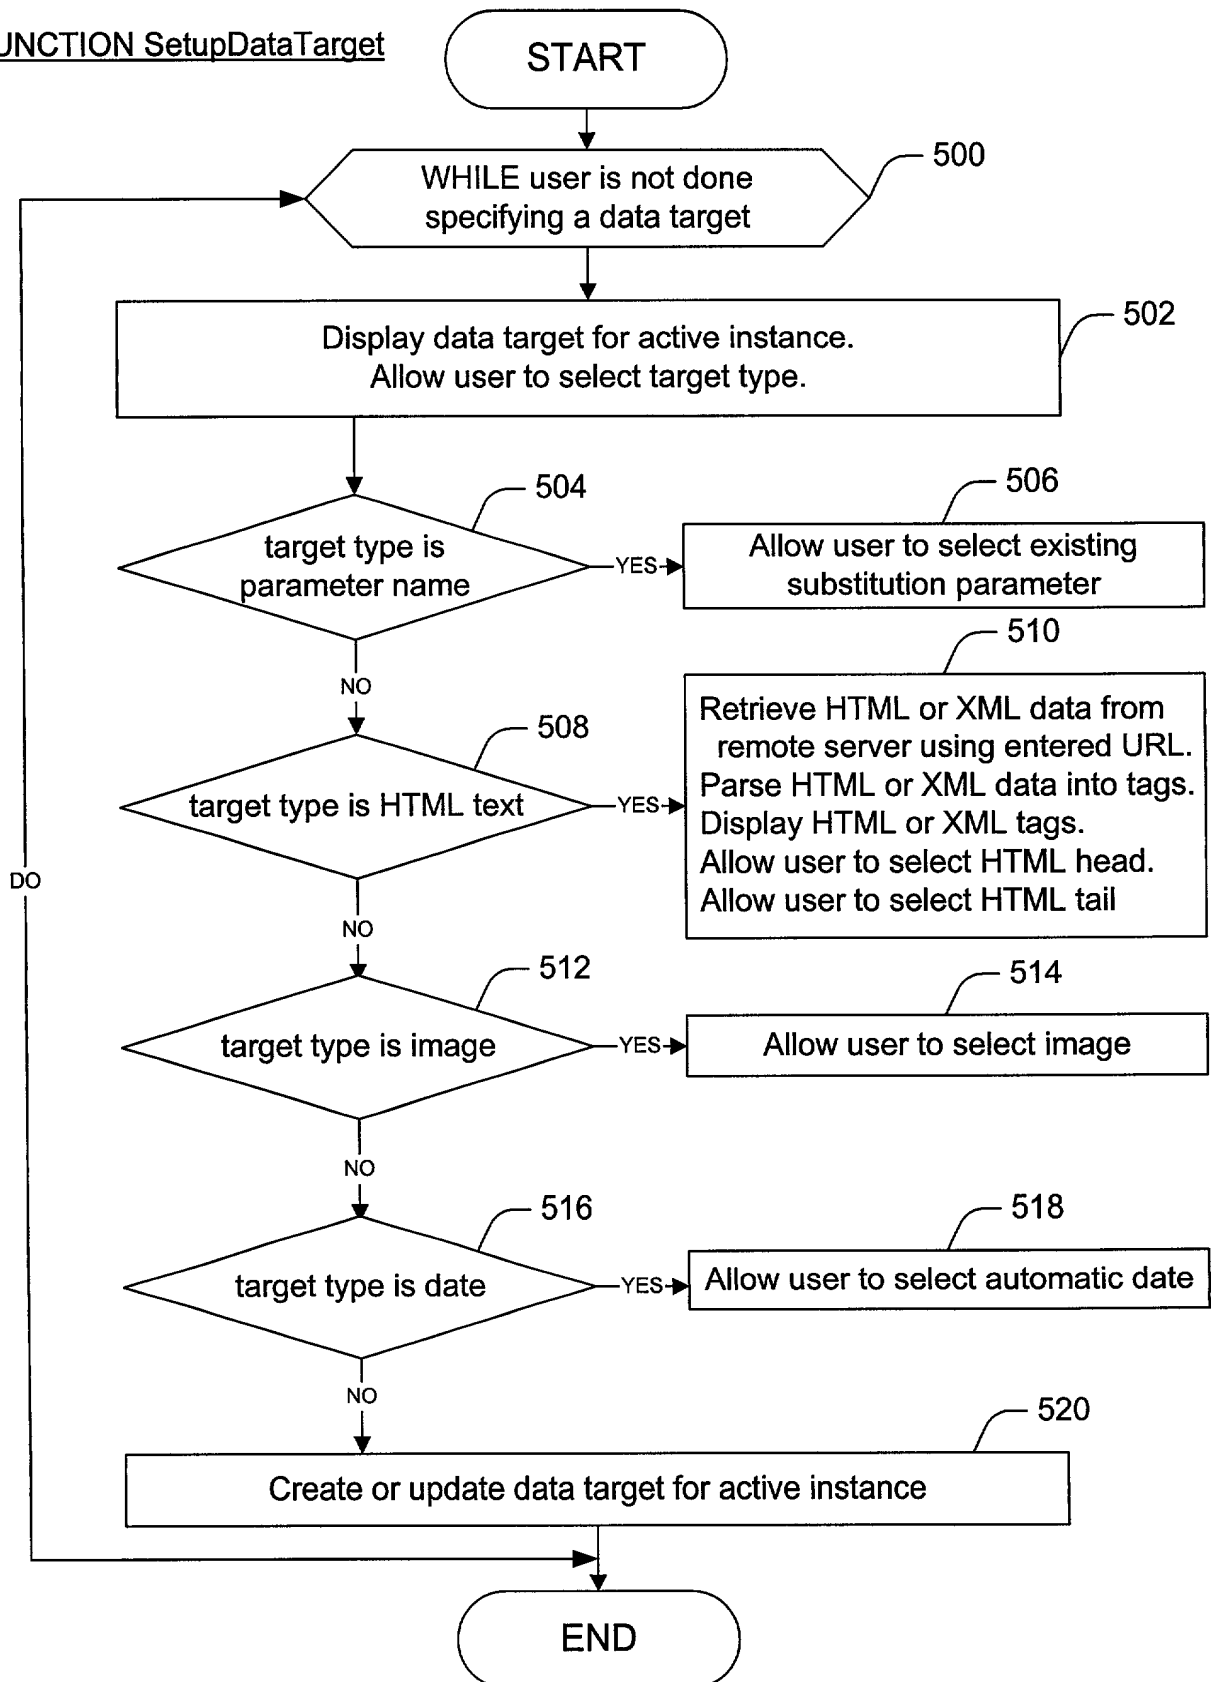 UNCTION SetupDataTarget
START
500
WHILE user is not done
specifying a data target
502
Display data target for active instance.
Allow user to select target type.
504
target type is
parameter name
YES
506
Allow user to select existing
substitution parameter
NO
508
target type is HTML text
YES
510
Retrieve HTML or XML data from
remote server using entered URL.
Parse HTML or XML data into tags.
Display HTML or XML tags.
Allow user to select HTML head.
Allow user to select HTML tail
DO
NO
512
target type is image
YES
514
Allow user to select image
NO
516
target type is date
YES
518
Allow user to select automatic date
NO
520
Create or update data target for active instance
END